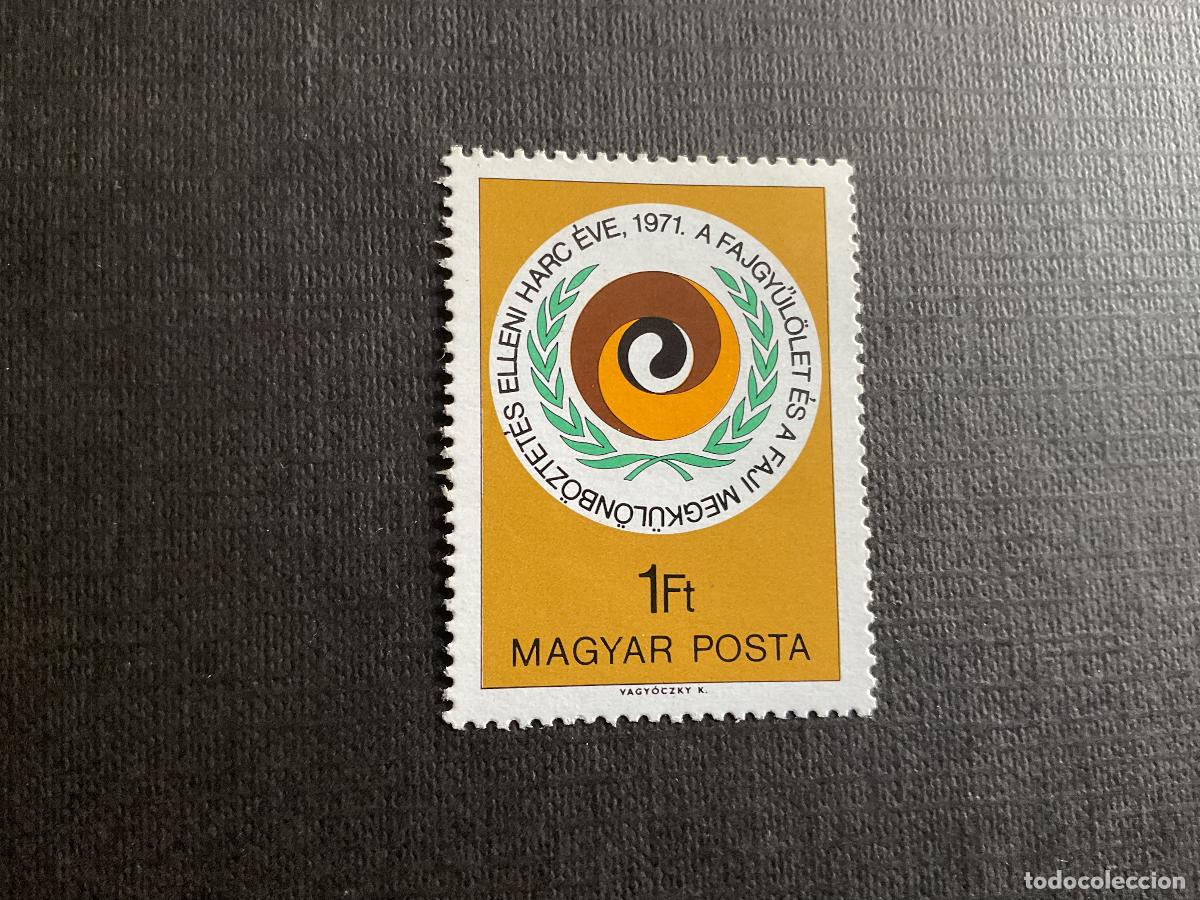 A FAJGYŰLÖLET ÉS A FAJI MEGKÜLÖNBÖZTETÉS ELLENI HARC ÉVE, 1971.
1Ft
MAGYAR POSTA
VAGYÓCZKY K.
todocoleccion